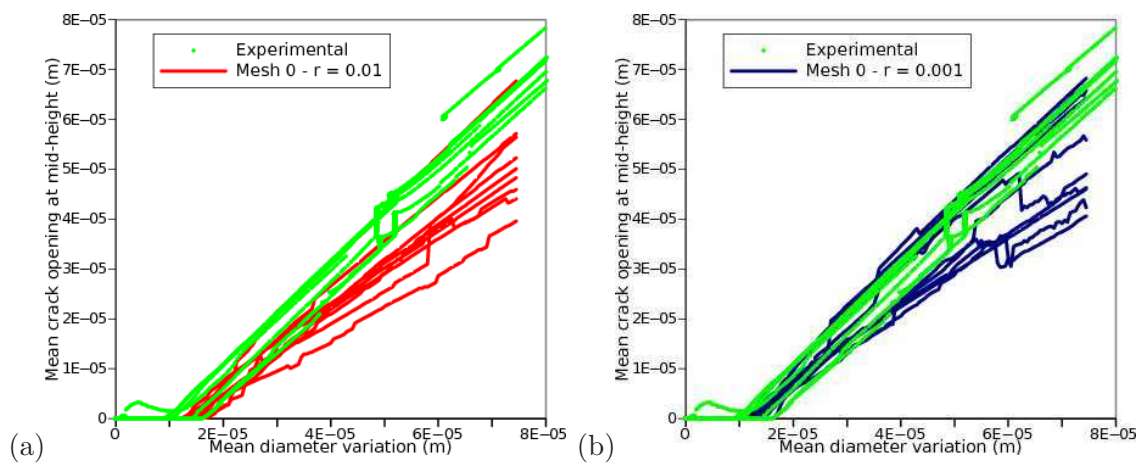 8E−05
7E−05
6E−05
5E−05
4E−05
3E−05
2E−05
1E−05
0
Mean crack opening at mid-height (m)
Experimental
Mesh 0 - r = 0.01
0
2E−05
4E−05
6E−05
8E−05
Mean diameter variation (m)
(a)
8E−05
7E−05
6E−05
5E−05
4E−05
3E−05
2E−05
1E−05
0
Mean crack opening at mid-height (m)
Experimental
Mesh 0 - r = 0.001
0
2E−05
4E−05
6E−05
8E−05
Mean diameter variation (m)
(b)